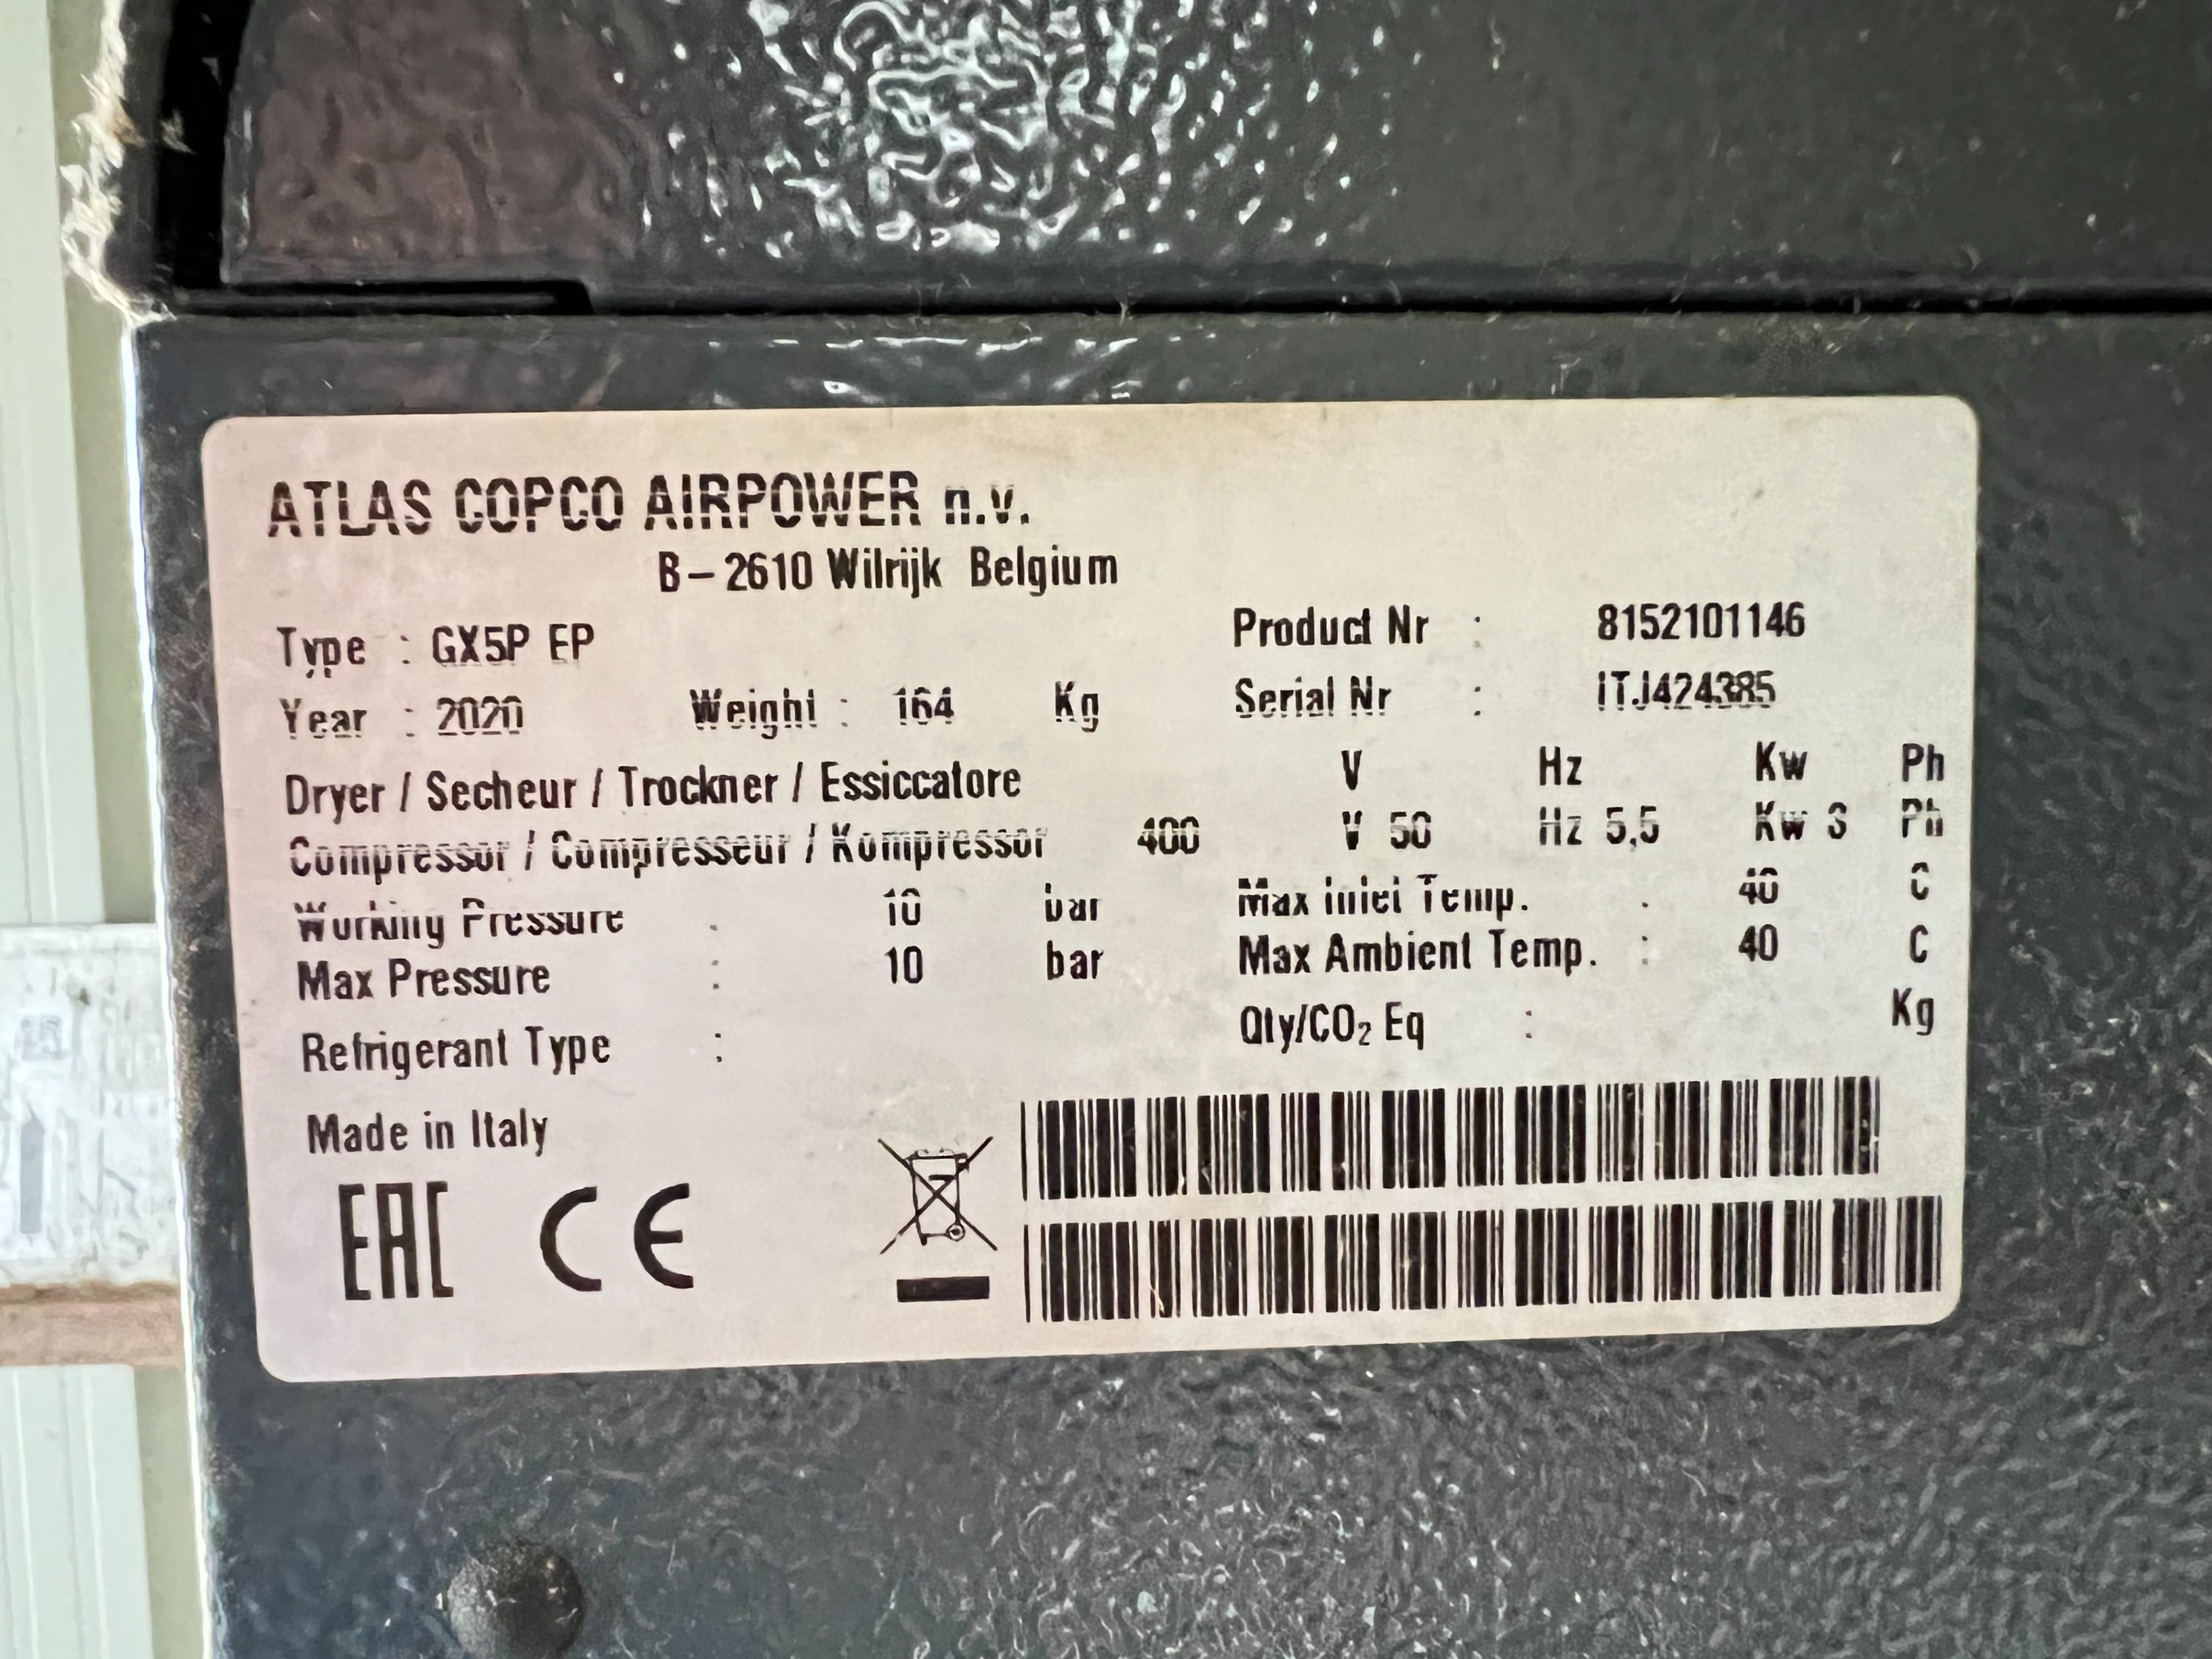 ATLAS COPCO AIRPOWER n.v.
B – 2610 Wilrijk Belgium
Type : GX5P EP
Product Nr : 8152101146
Year : 2020 Weight : 164 Kg
Serial Nr : ITJ424385
Dryer / Secheur / Trockner / Essiccatore V Hz Kw Ph
Compressor / Compresseur / Kompressor 400 V 50 Hz 5,5 Kw 3 Ph
Working Pressure : 10 bar
Max inlet Temp. : 40 C
Max Pressure : 10 bar
Max Ambient Temp. : 40 C
Refrigerant Type :
Qty/CO₂ Eq : Kg
Made in Italy
EAC CE